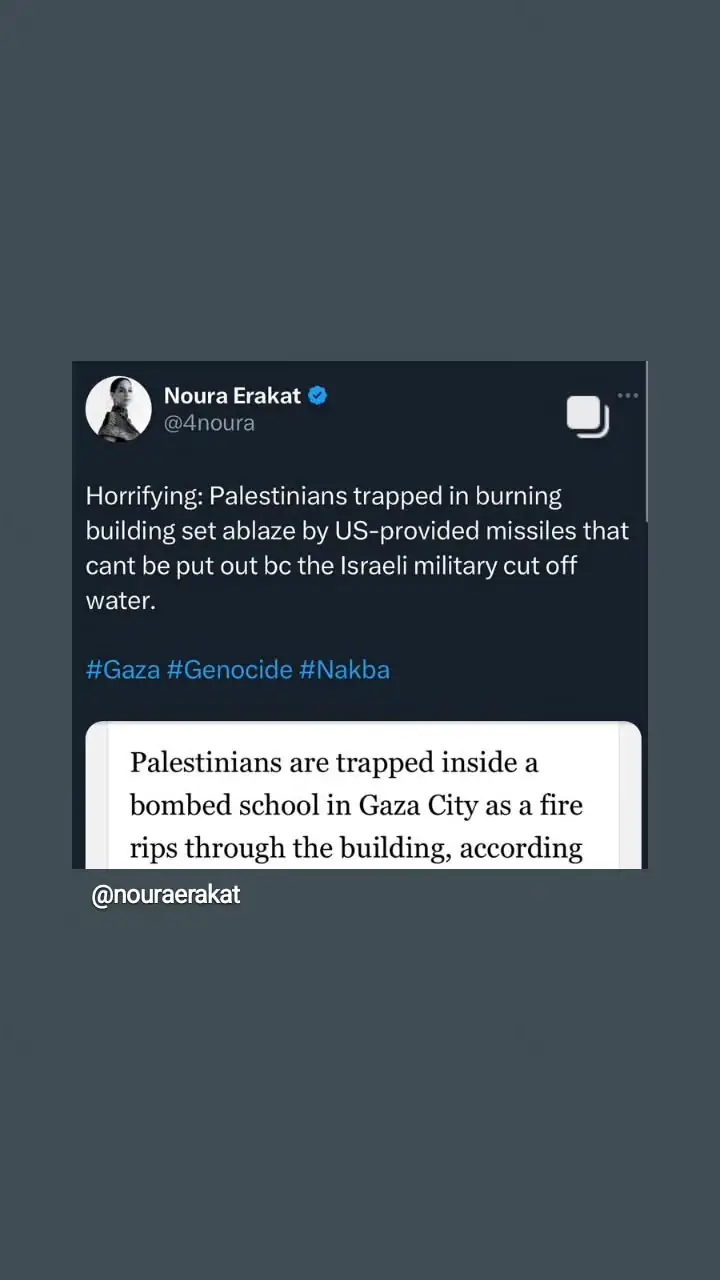 Noura Erakat
@4noura
Horrifying: Palestinians trapped in burning
building set ablaze by US-provided missiles that
cant be put out bc the Israeli military cut off
water.
#Gaza #Genocide #Nakba
Palestinians are trapped inside a
bombed school in Gaza City as a fire
rips through the building, according
@nouraerakat